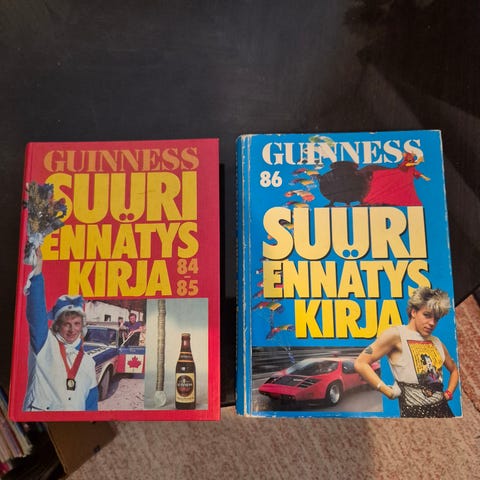 GUINNESS
SUURI
ENNÄTYS
KIRJA 84
-85
GUINNESS
86
SUURI
ENNÄTYS
KIRJA